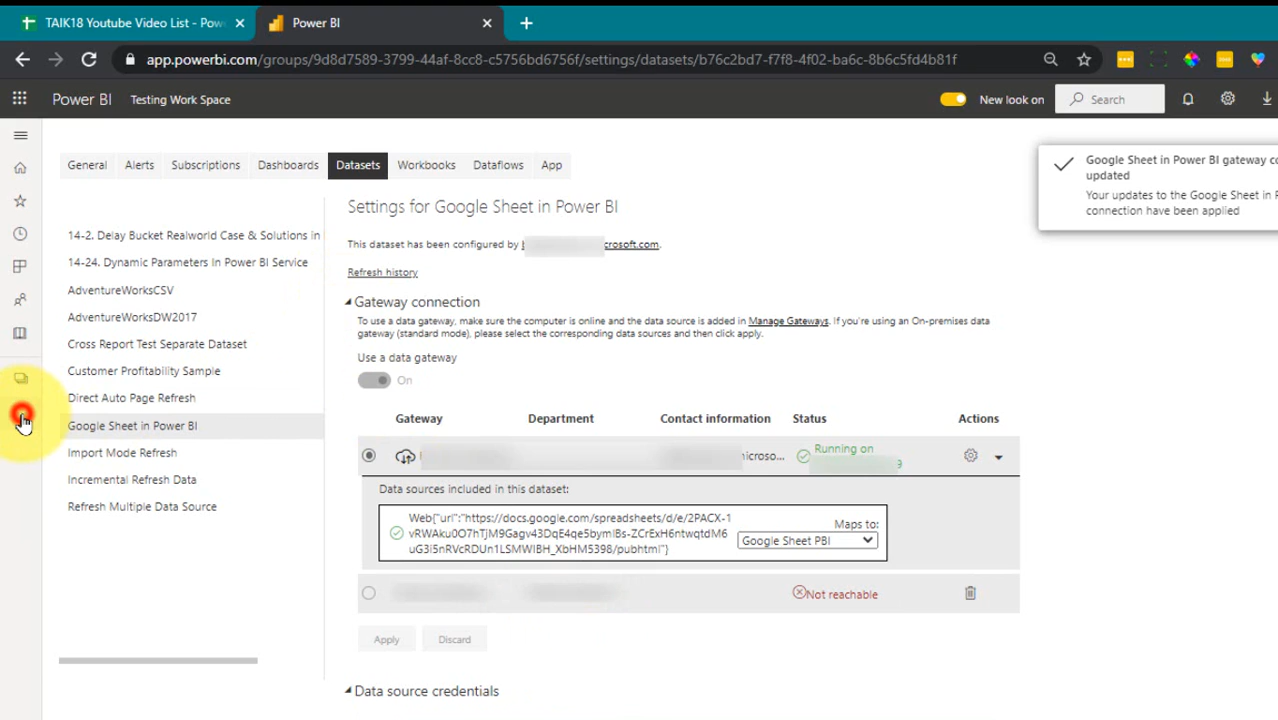 TAIK18 Youtube Video List - Pow
Power BI
app.powerbi.com/groups/9d8d7589-3799-44af-8cc8-c5756bd6756f/settings/datasets/b76c2bd7-f7f8-4f02-ba6c-8b6c5fd4b81f
Power BI
Testing Work Space
New look on
Search
General
Alerts
Subscriptions
Dashboards
Datasets
Workbooks
Dataflows
App
Google Sheet in Power BI gateway co
updated
Your updates to the Google Sheet in P
connection have been applied
14-2. Delay Bucket Realworld Case & Solutions in
14-24. Dynamic Parameters In Power BI Service
AdventureWorksCSV
AdventureWorksDW2017
Cross Report Test Separate Dataset
Customer Profitability Sample
Direct Auto Page Refresh
Google Sheet in Power BI
Import Mode Refresh
Incremental Refresh Data
Refresh Multiple Data Source
Settings for Google Sheet in Power BI
This dataset has been configured by crosoft.com.
Refresh history
Gateway connection
To use a data gateway, make sure the computer is online and the data source is added in Manage Gateways. If you're using an On-premises data
gateway (standard mode), please select the corresponding data sources and then click apply.
Use a data gateway
On
Gateway
Department
Contact information
Status
Actions
microso...
Running on
9
Data sources included in this dataset:
Web{"url":"https://docs.google.com/spreadsheets/d/e/2PACX-1
vRWAku0O7hTjM9Gagv43DqE4qe5bymIBs-ZCrExH6ntwqtdM6
uG3i5nRVcRDUn1LSMWIBH_XbHM5398/pubhtml"}
Maps to:
Google Sheet PBI
Not reachable
Apply
Discard
Data source credentials